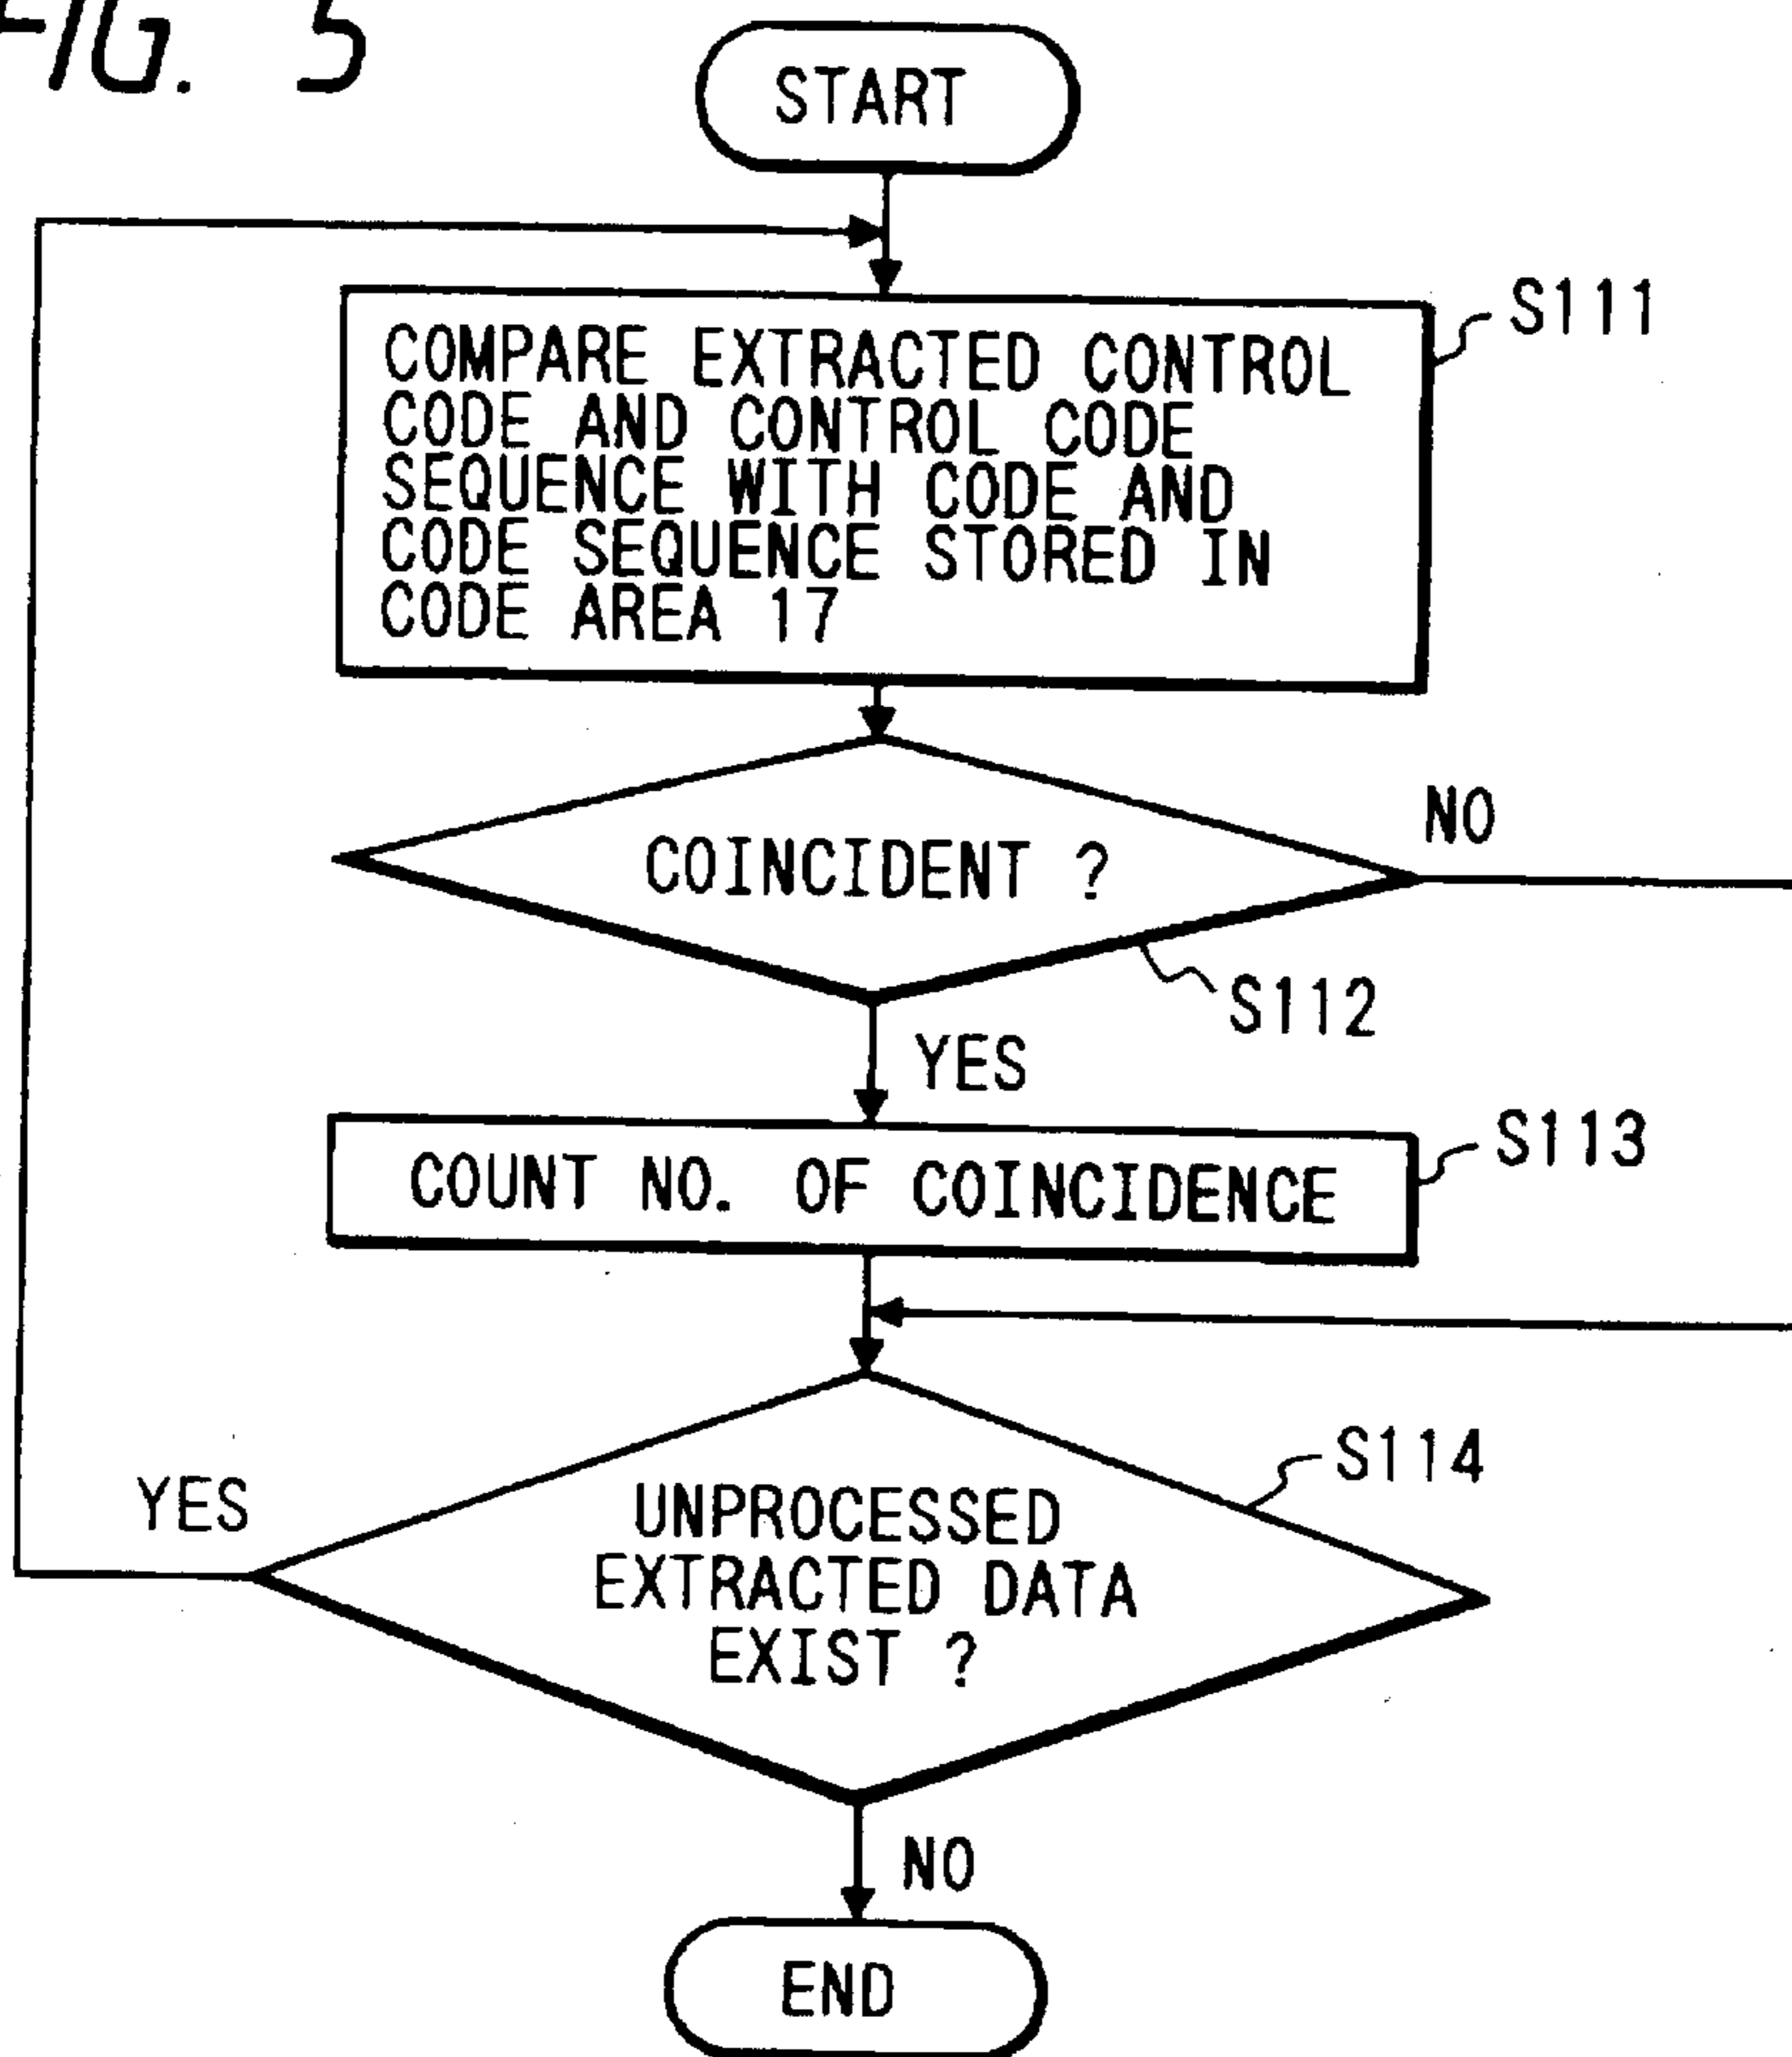 FIG. 5
START
S111
COMPARE EXTRACTED CONTROL
CODE AND CONTROL CODE
SEQUENCE WITH CODE AND
CODE SEQUENCE STORED IN
CODE AREA 17
NO
COINCIDENT ?
S112
YES
S113
COUNT NO. OF COINCIDENCE
S114
YES
UNPROCESSED
EXTRACTED DATA
EXIST ?
NO
END